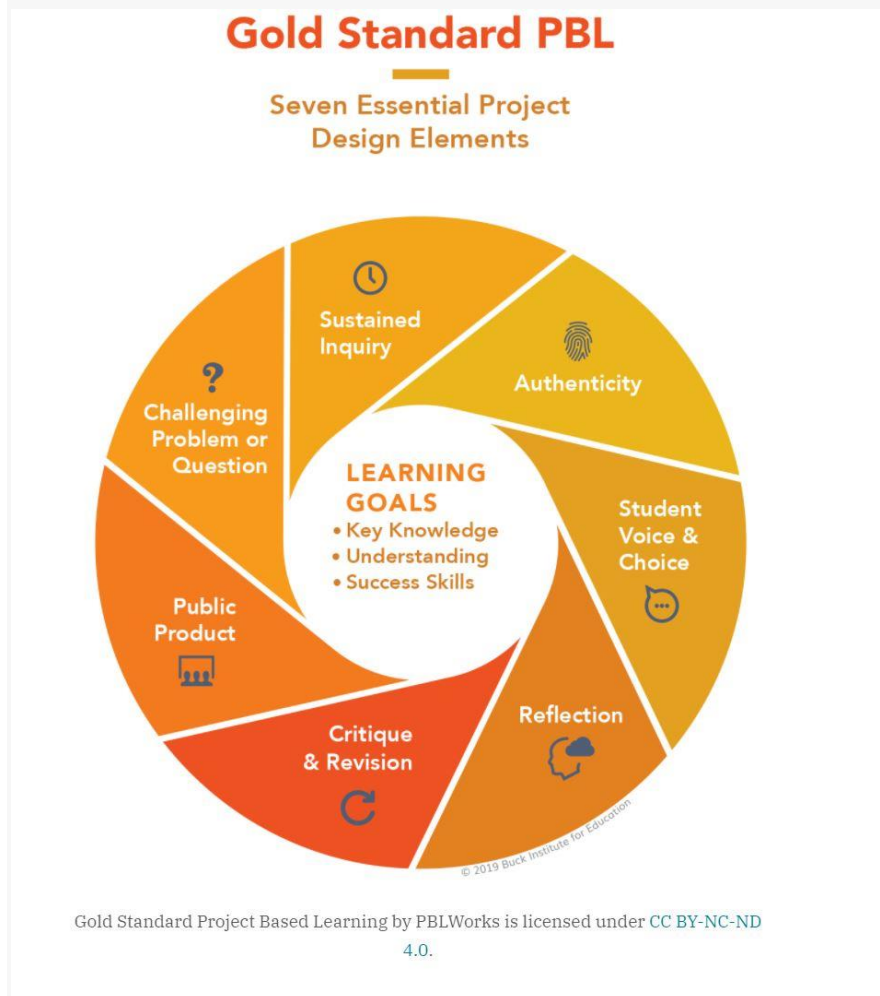 Gold Standard PBL
Seven Essential Project
Design Elements
Sustained
Inquiry
Authenticity
?
Challenging
Problem or
Question
LEARNING
GOALS
• Key Knowledge
• Understanding
• Success Skills
Student
Voice &
Choice
Public
Product
Reflection
Critique
& Revision
© 2019 Buck Institute for Education
Gold Standard Project Based Learning by PBLWorks is licensed under CC BY-NC-ND
4.0.